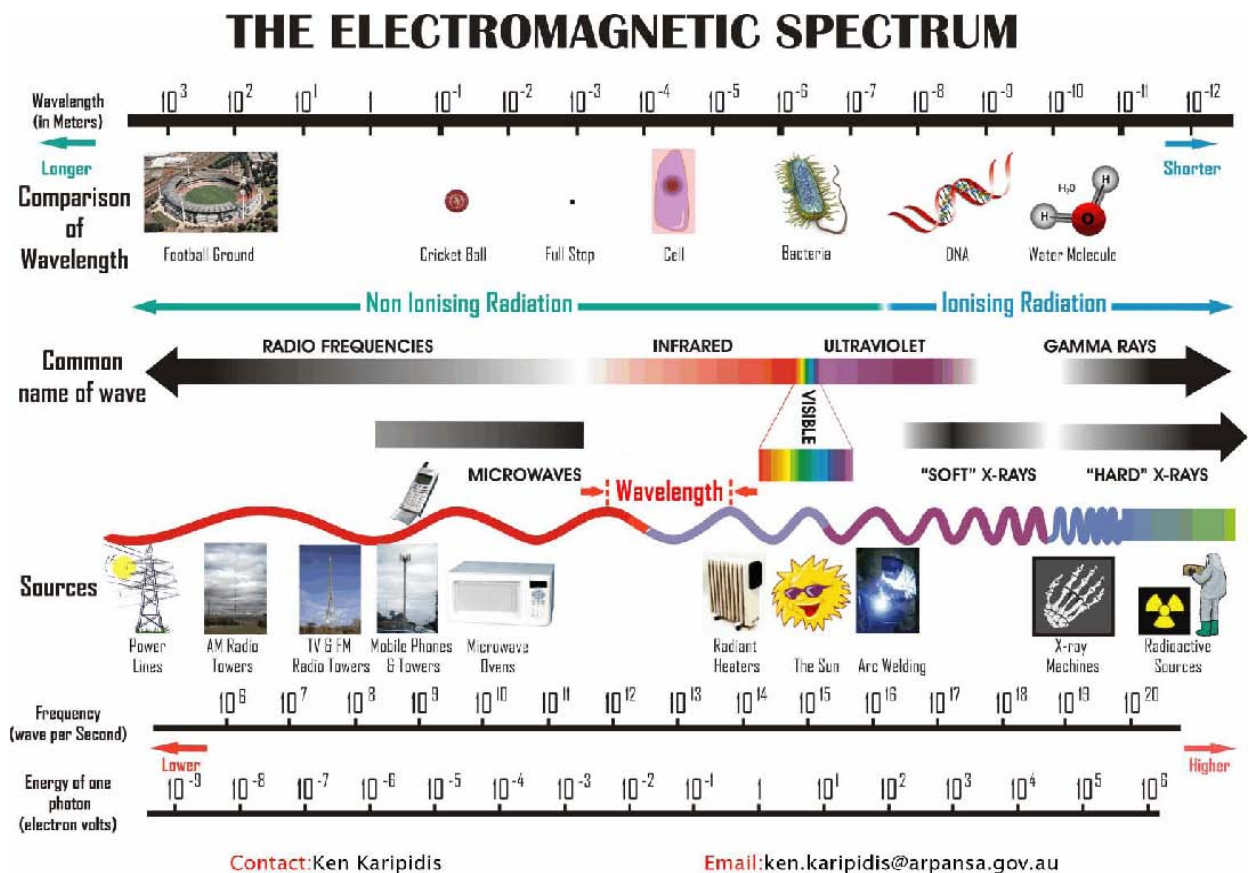 THE ELECTROMAGNETIC SPECTRUM
Wavelength
(in Meters)
10³ 10² 10¹ 1 10⁻¹ 10⁻² 10⁻³ 10⁻⁴ 10⁻⁵ 10⁻⁶ 10⁻⁷ 10⁻⁸ 10⁻⁹ 10⁻¹⁰ 10⁻¹¹ 10⁻¹²
Longer
Shorter
Comparison
of
Wavelength
H₂O
H
H
O
Football Ground
Cricket Ball
Full Stop
Cell
Bacteria
DNA
Water Molecule
Non Ionising Radiation
Ionising Radiation
Common
name of wave
RADIO FREQUENCIES
INFRARED
ULTRAVIOLET
GAMMA RAYS
VISIBLE
MICROWAVES
"SOFT" X-RAYS
"HARD" X-RAYS
Wavelength
Sources
Power
Lines
AM Radio
Towers
TV & FM
Radio Towers
Mobile Phones
& Towers
Microwave
Ovens
Radiant
Heaters
The Sun
Arc Welding
X-ray
Machines
Radioactive
Sources
Frequency
(wave per Second)
10⁶ 10⁷ 10⁸ 10⁹ 10¹⁰ 10¹¹ 10¹² 10¹³ 10¹⁴ 10¹⁵ 10¹⁶ 10¹⁷ 10¹⁸ 10¹⁹ 10²⁰
Lower
Higher
Energy of one
photon
(electron volts)
10⁻⁹ 10⁻⁸ 10⁻⁷ 10⁻⁶ 10⁻⁵ 10⁻⁴ 10⁻³ 10⁻² 10⁻¹ 1 10¹ 10² 10³ 10⁴ 10⁵ 10⁶
Contact:Ken Karipidis
Email:ken.karipidis@arpansa.gov.au